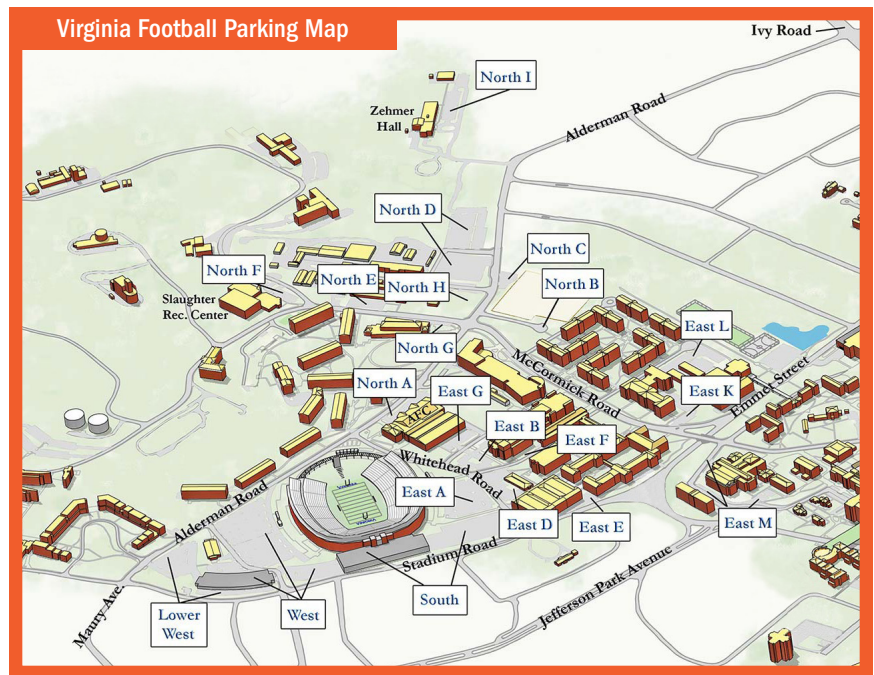 Virginia Football Parking Map
Ivy Road
North I
Zehmer
Hall
Alderman Road
North D
North C
North F
North E
North H
North B
Slaughter
Rec. Center
East L
North G
McCormick Road
Emmet Street
North A
East G
East K
AFC
East B
East F
Whitehead Road
East A
Alderman Road
VIRGINIA
VIRGINIA
East D
East E
East M
Stadium Road
Jefferson Park Avenue
Maury Ave.
Lower
West
West
South